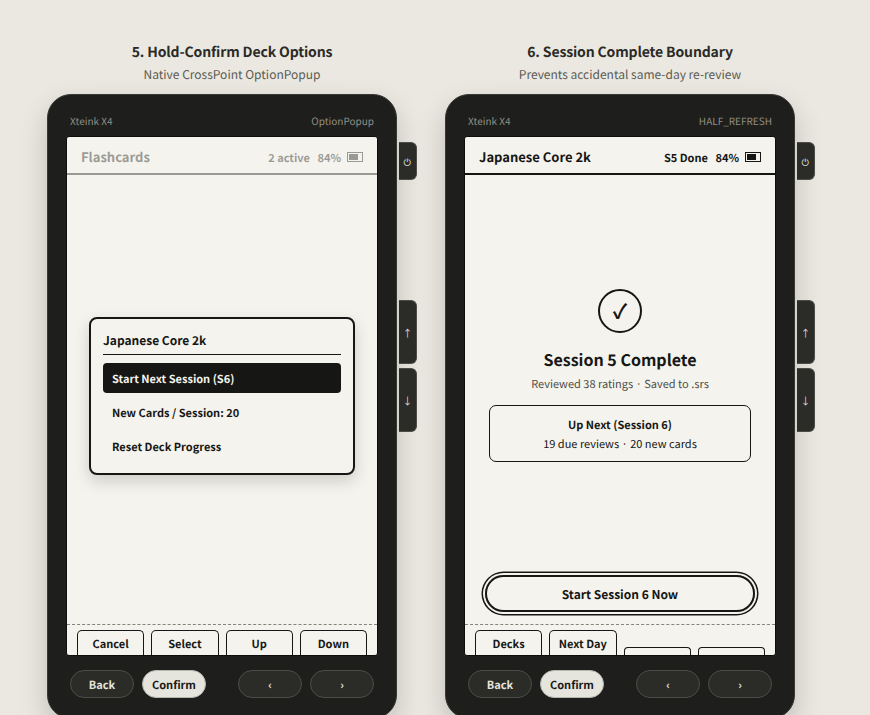 5. Hold-Confirm Deck Options
Native CrossPoint OptionPopup
Xteink X4 OptionPopup
Flashcards 2 active 84%
Japanese Core 2k
Start Next Session (S6)
New Cards / Session: 20
Reset Deck Progress
Cancel Select Up Down
Back Confirm ‹ ›
↑
↓
6. Session Complete Boundary
Prevents accidental same-day re-review
Xteink X4 HALF_REFRESH
Japanese Core 2k S5 Done 84%
✓
Session 5 Complete
Reviewed 38 ratings · Saved to .srs
Up Next (Session 6)
19 due reviews · 20 new cards
Start Session 6 Now
Decks Next Day
Back Confirm ‹ ›
↑
↓